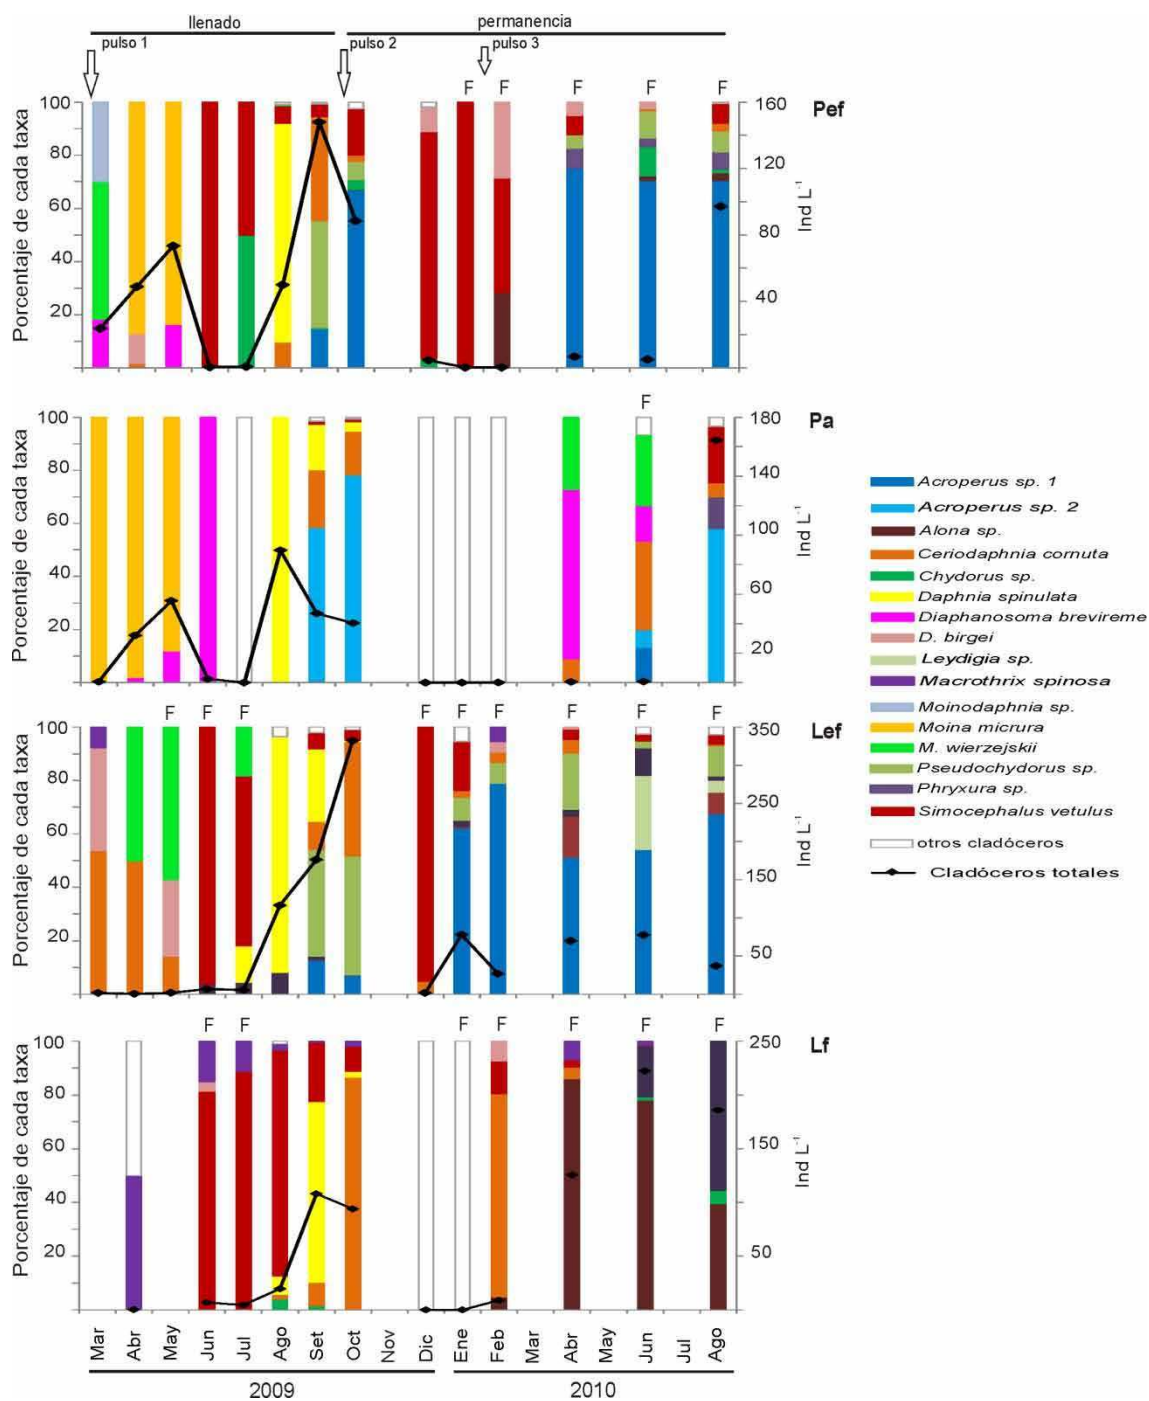 llenado permanencia
pulso 1 pulso 2 pulso 3
F F F F F
Pef
Porcentaje de cada taxa
100
80
60
40
20
160
120
80
40
Ind L⁻¹
F
Pa
Porcentaje de cada taxa
100
80
60
40
20
180
140
100
60
20
Ind L⁻¹
F F F F F F F F F
Lef
Porcentaje de cada taxa
100
80
60
40
20
350
250
150
50
Ind L⁻¹
F F F F F F F
Lf
Porcentaje de cada taxa
100
80
60
40
20
250
150
50
Ind L⁻¹
Mar Abr May Jun Jul Ago Set Oct Nov Dic Ene Feb Mar Abr May Jun Jul Ago
2009 2010
Acroperus sp. 1
Acroperus sp. 2
Alona sp.
Ceriodaphnia cornuta
Chydorus sp.
Daphnia spinulata
Diaphanosoma brevireme
D. birgei
Leydigia sp.
Macrothrix spinosa
Moinodaphnia sp.
Moina micrura
M. wierzejskii
Pseudochydorus sp.
Phryxura sp.
Simocephalus vetulus
otros cladóceros
Cladóceros totales